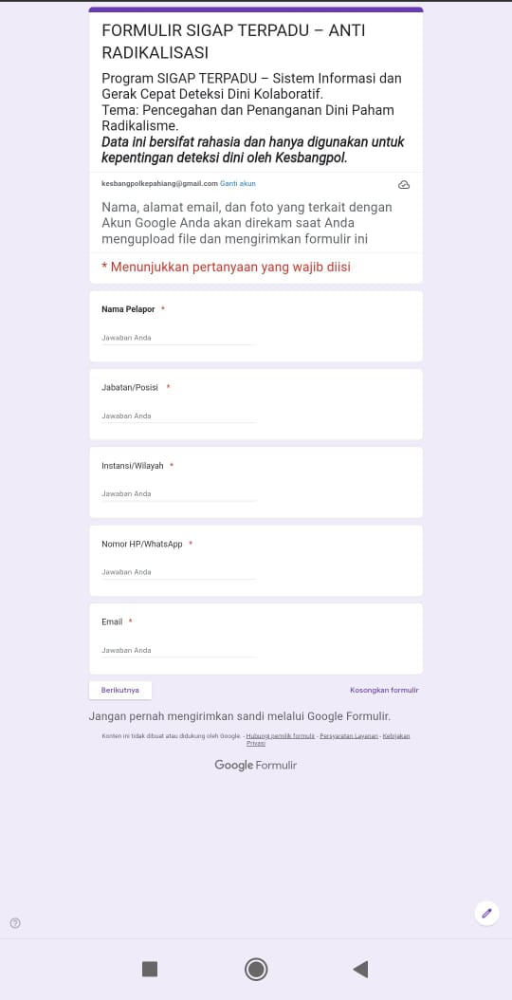 FORMULIR SIGAP TERPADU – ANTI
RADIKALISASI
Program SIGAP TERPADU – Sistem Informasi dan
Gerak Cepat Deteksi Dini Kolaboratif.
Tema: Pencegahan dan Penanganan Dini Paham
Radikalisme.
Data ini bersifat rahasia dan hanya digunakan untuk
kepentingan deteksi dini oleh Kesbangpol.
kesbangpolkepahiang@gmail.com Ganti akun
Nama, alamat email, dan foto yang terkait dengan
Akun Google Anda akan direkam saat Anda
mengupload file dan mengirimkan formulir ini
* Menunjukkan pertanyaan yang wajib diisi
Nama Pelapor *
Jawaban Anda
Jabatan/Posisi *
Jawaban Anda
Instansi/Wilayah *
Jawaban Anda
Nomor HP/WhatsApp *
Jawaban Anda
Email *
Jawaban Anda
Berikutnya Kosongkan formulir
Jangan pernah mengirimkan sandi melalui Google Formulir.
Konten ini tidak dibuat atau didukung oleh Google. - Hubungi pemilik formulir - Persyaratan Layanan - Kebijakan
Privasi
Google Formulir